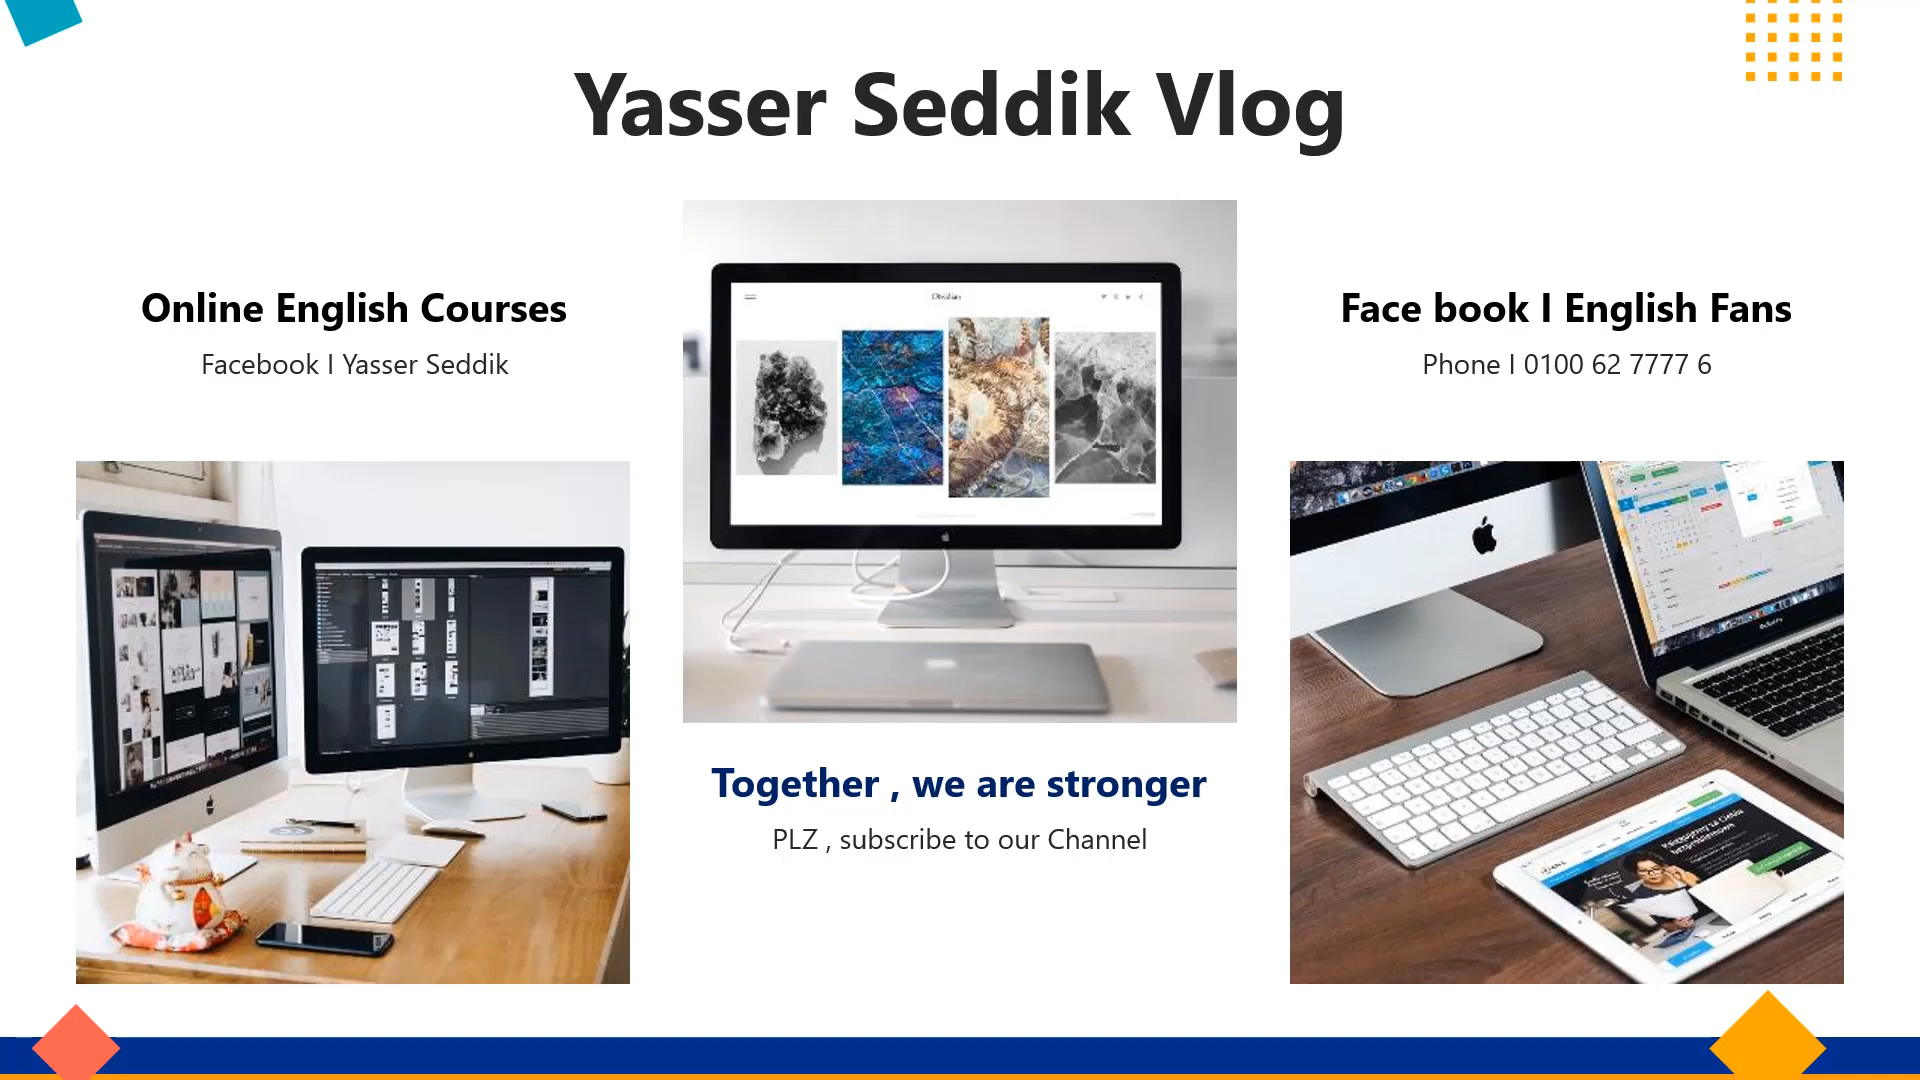 Yasser Seddik Vlog
Online English Courses
Facebook I Yasser Seddik
Face book I English Fans
Phone I 0100 62 7777 6
Obsidian
Together , we are stronger
PLZ , subscribe to our Channel